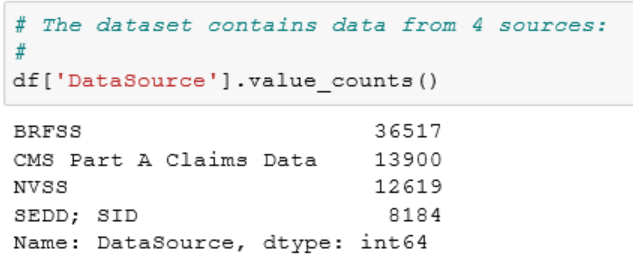 # The dataset contains data from 4 sources:
#
df['DataSource'].value_counts()
BRFSS                       36517
CMS Part A Claims Data    13900
NVSS                        12619
SEDD; SID                    8184
Name: DataSource, dtype: int64